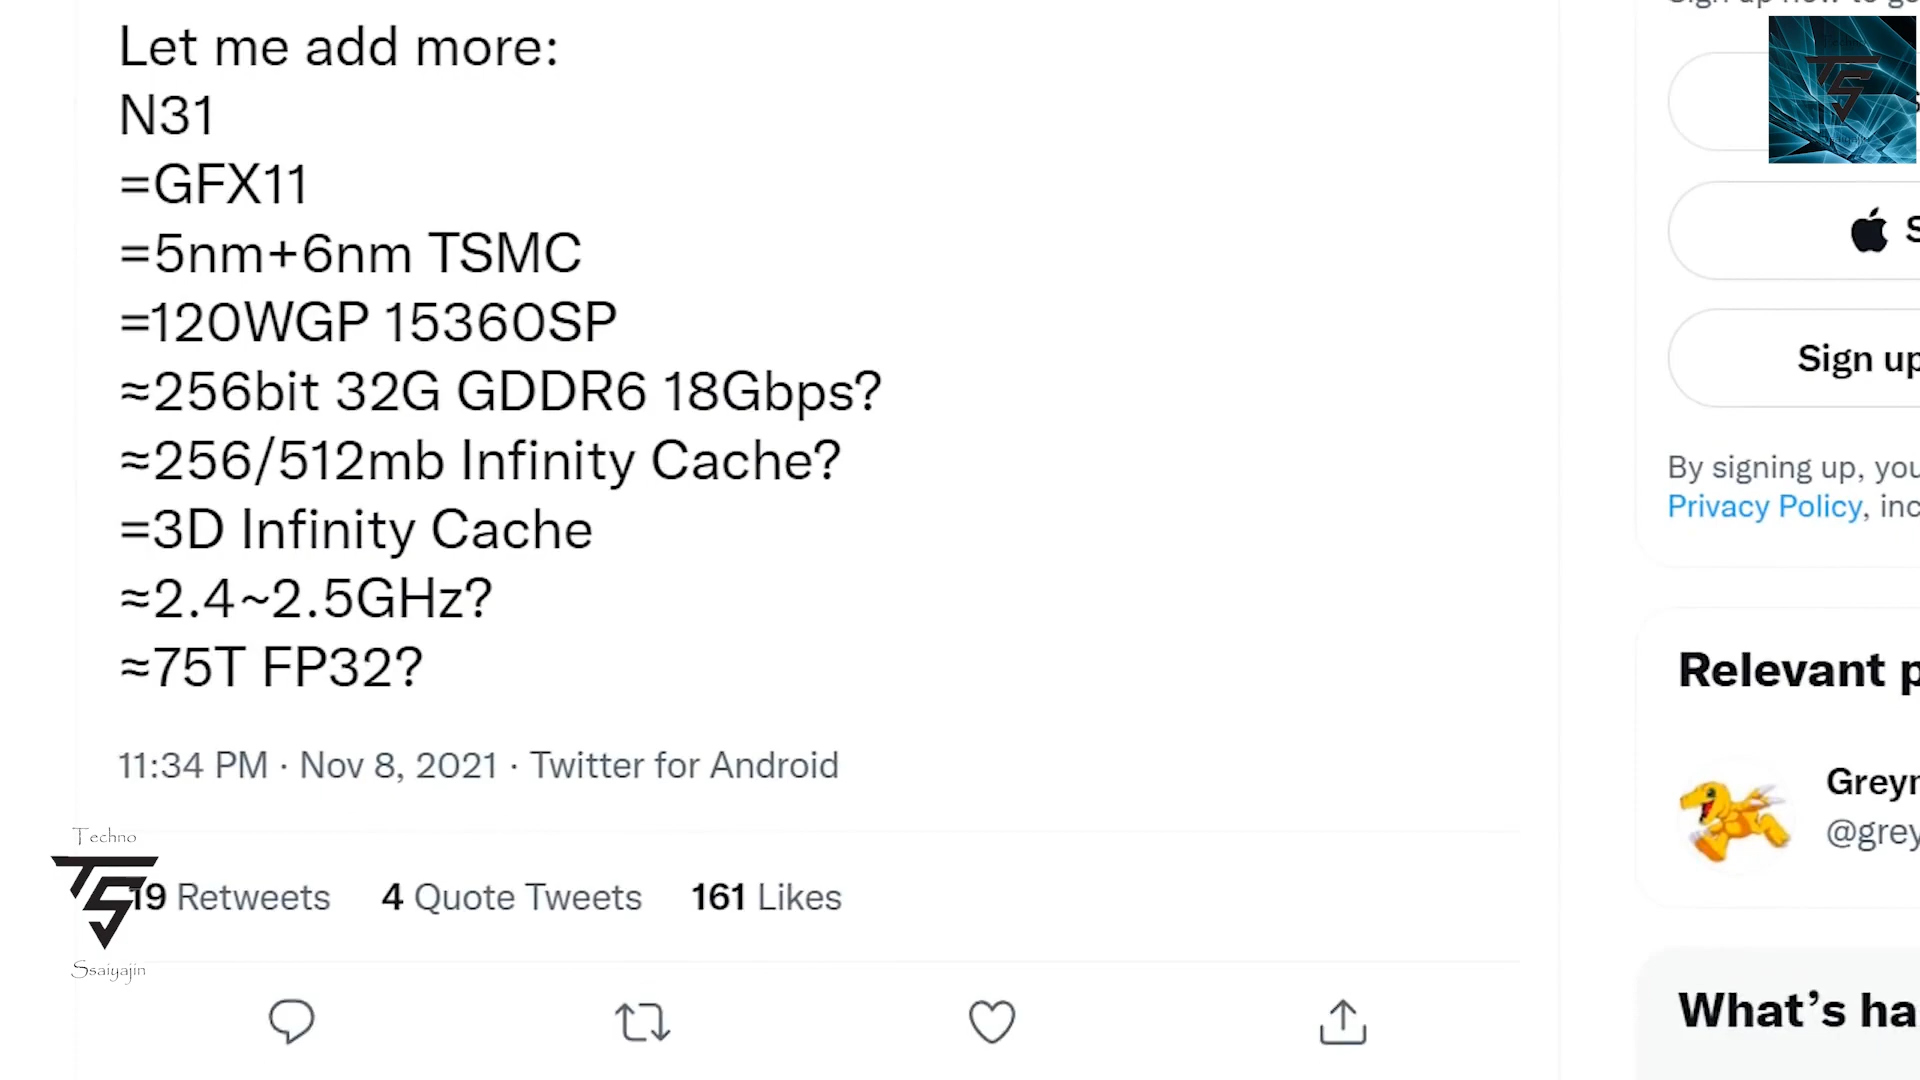 Let me add more:
N31
=GFX11
=5nm+6nm TSMC
=120WGP 15360SP
≈256bit 32G GDDR6 18Gbps?
≈256/512mb Infinity Cache?
=3D Infinity Cache
≈2.4~2.5GHz?
≈75T FP32?
11:34 PM · Nov 8, 2021 · Twitter for Android
Techno
TS
19 Retweets 4 Quote Tweets 161 Likes
Ssaiyajin
Sign up
By signing up, you
Privacy Policy, inc
Relevant p
Greyn
@grey
What's ha